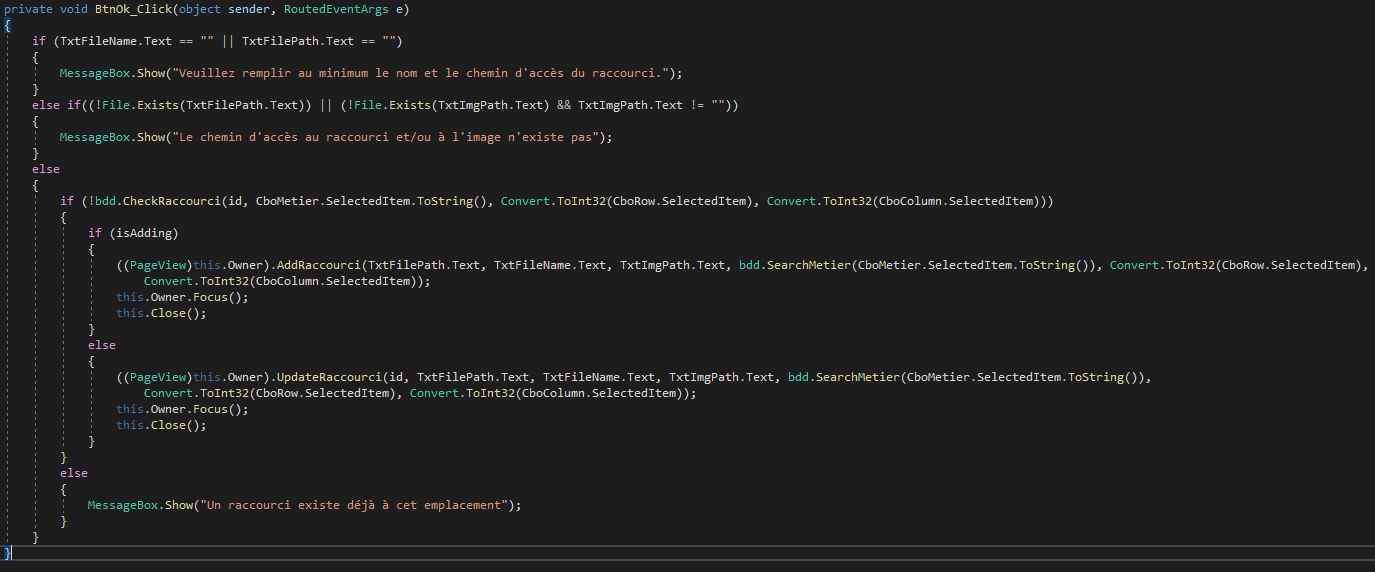 private void BtnOk_Click(object sender, RoutedEventArgs e)
{
    if (TxtFileName.Text == "" || TxtFilePath.Text == "")
    {
        MessageBox.Show("Veuillez remplir au minimum le nom et le chemin d'accès du raccourci.");
    }
    else if((!File.Exists(TxtFilePath.Text)) || (!File.Exists(TxtImgPath.Text) && TxtImgPath.Text != ""))
    {
        MessageBox.Show("Le chemin d'accès au raccourci et/ou à l'image n'existe pas");
    }
    else
    {
        if (!bdd.CheckRaccourci(id, CboMetier.SelectedItem.ToString(), Convert.ToInt32(CboRow.SelectedItem), Convert.ToInt32(CboColumn.SelectedItem)))
        {
            if (isAdding)
            {
                ((PageView)this.Owner).AddRaccourci(TxtFilePath.Text, TxtFileName.Text, TxtImgPath.Text, bdd.SearchMetier(CboMetier.SelectedItem.ToString()), Convert.ToInt32(CboRow.SelectedItem),
                    Convert.ToInt32(CboColumn.SelectedItem));
                this.Owner.Focus();
                this.Close();
            }
            else
            {
                ((PageView)this.Owner).UpdateRaccourci(id, TxtFilePath.Text, TxtFileName.Text, TxtImgPath.Text, bdd.SearchMetier(CboMetier.SelectedItem.ToString()),
                    Convert.ToInt32(CboRow.SelectedItem), Convert.ToInt32(CboColumn.SelectedItem));
                this.Owner.Focus();
                this.Close();
            }
        }
        else
        {
            MessageBox.Show("Un raccourci existe déjà à cet emplacement");
        }
    }
}